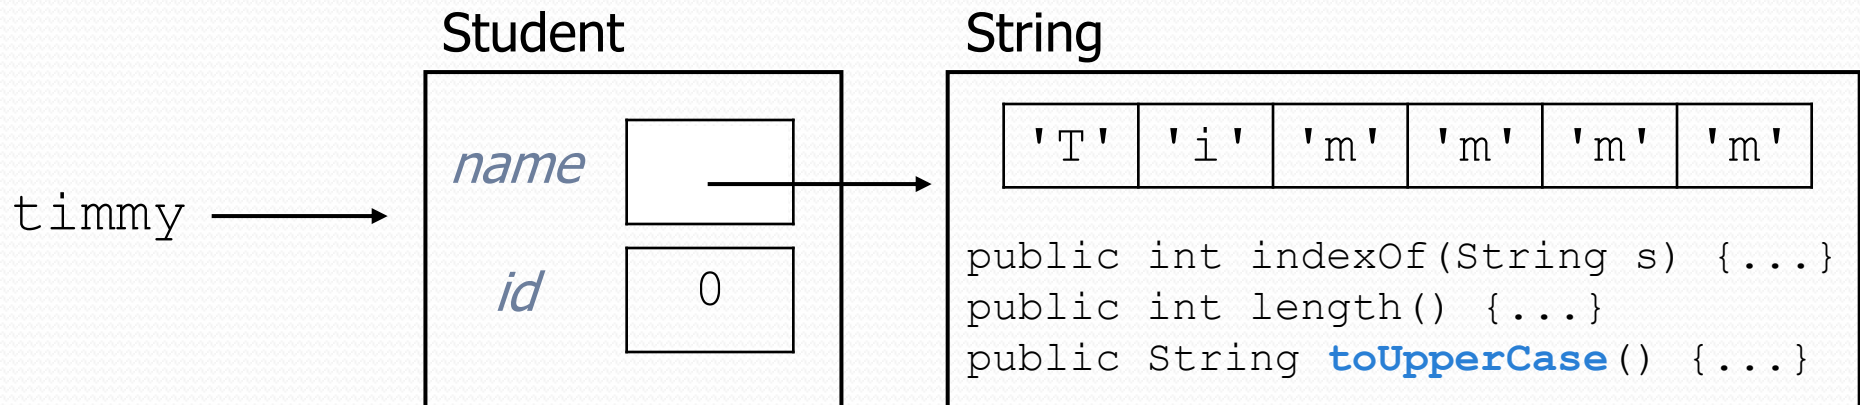 Student
String
name
'T' 'i' 'm' 'm' 'm' 'm'
timmy
id
0
public int indexOf(String s) {...}
public int length() {...}
public String toUpperCase() {...}